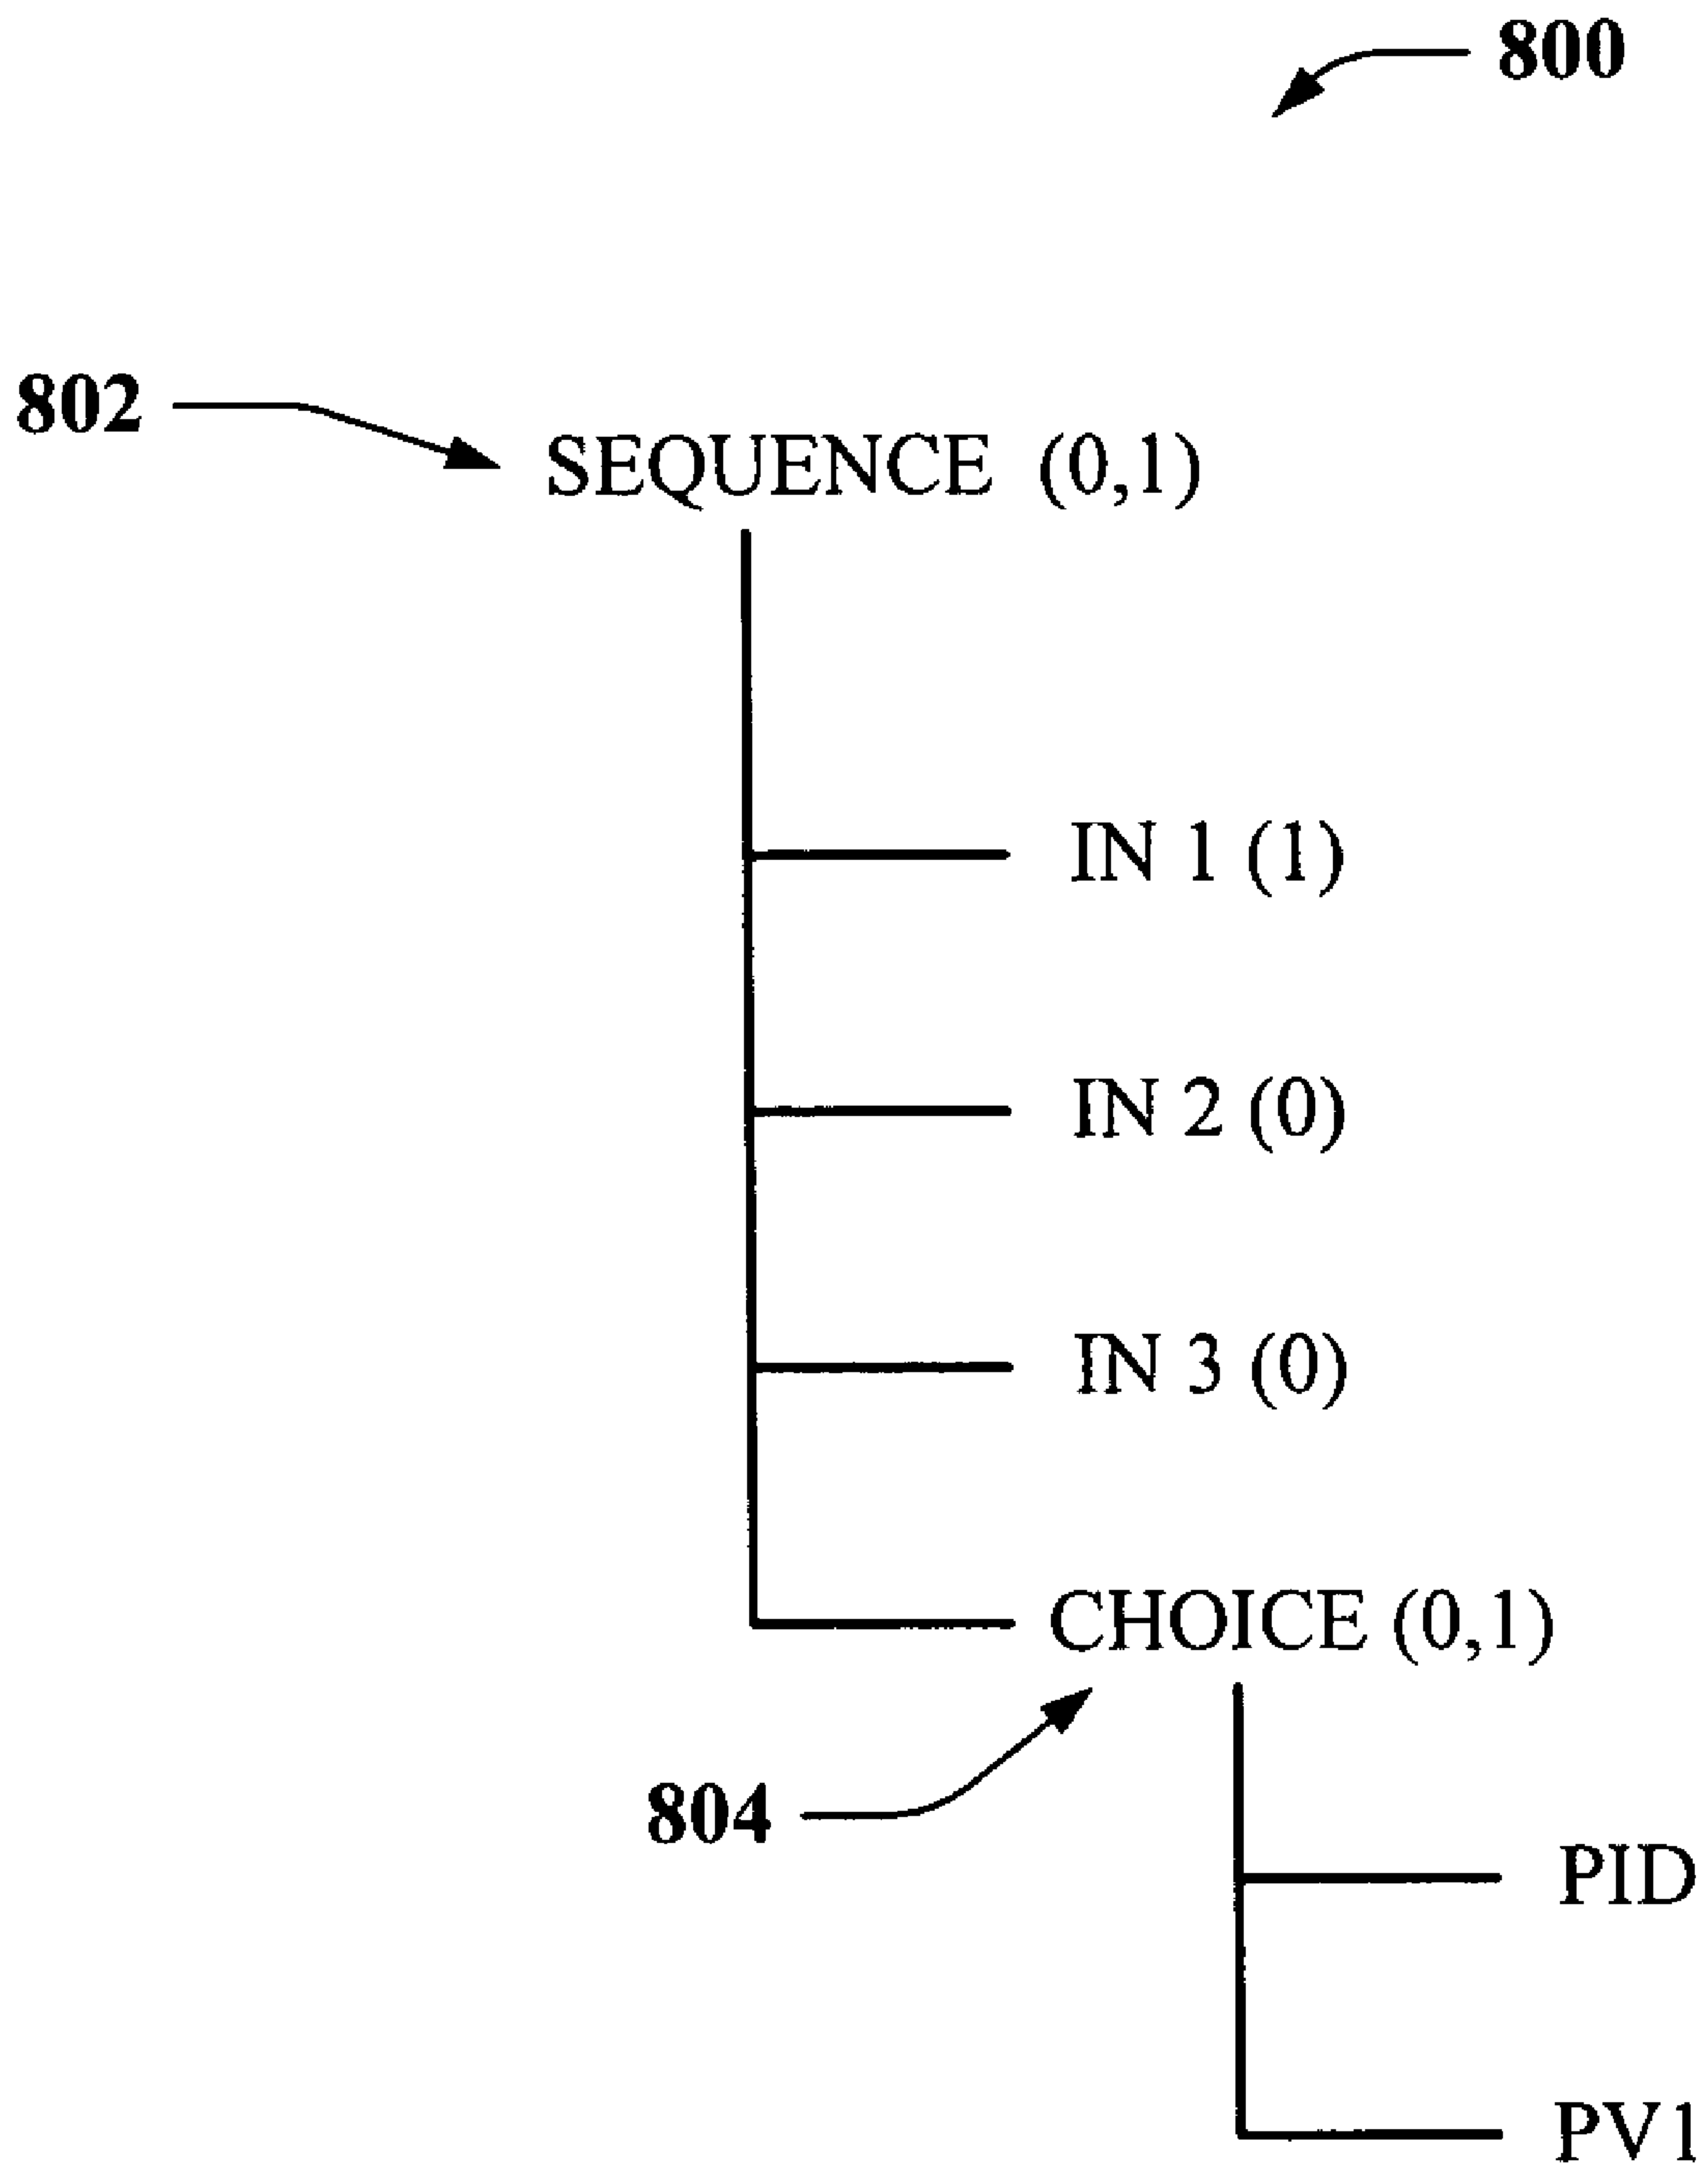 800
802
SEQUENCE (0,1)
IN 1 (1)
IN 2 (0)
IN 3 (0)
CHOICE (0,1)
804
PID
PV1